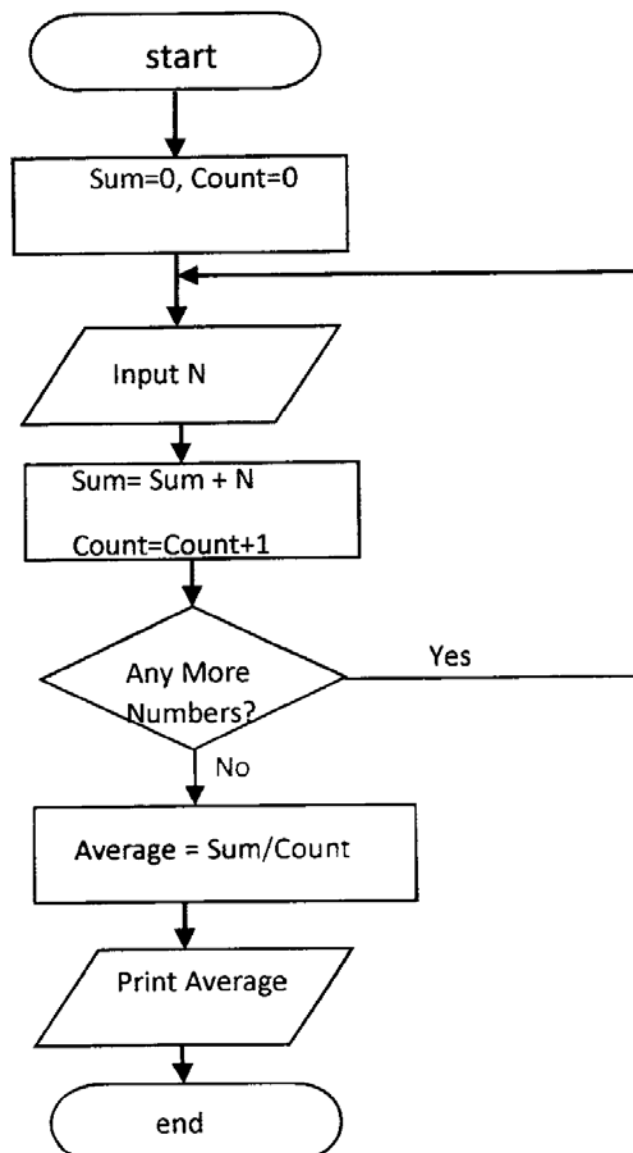 start
Sum=0, Count=0
Input N
Sum= Sum + N
Count=Count+1
Any More
Numbers?
Yes
No
Average = Sum/Count
Print Average
end